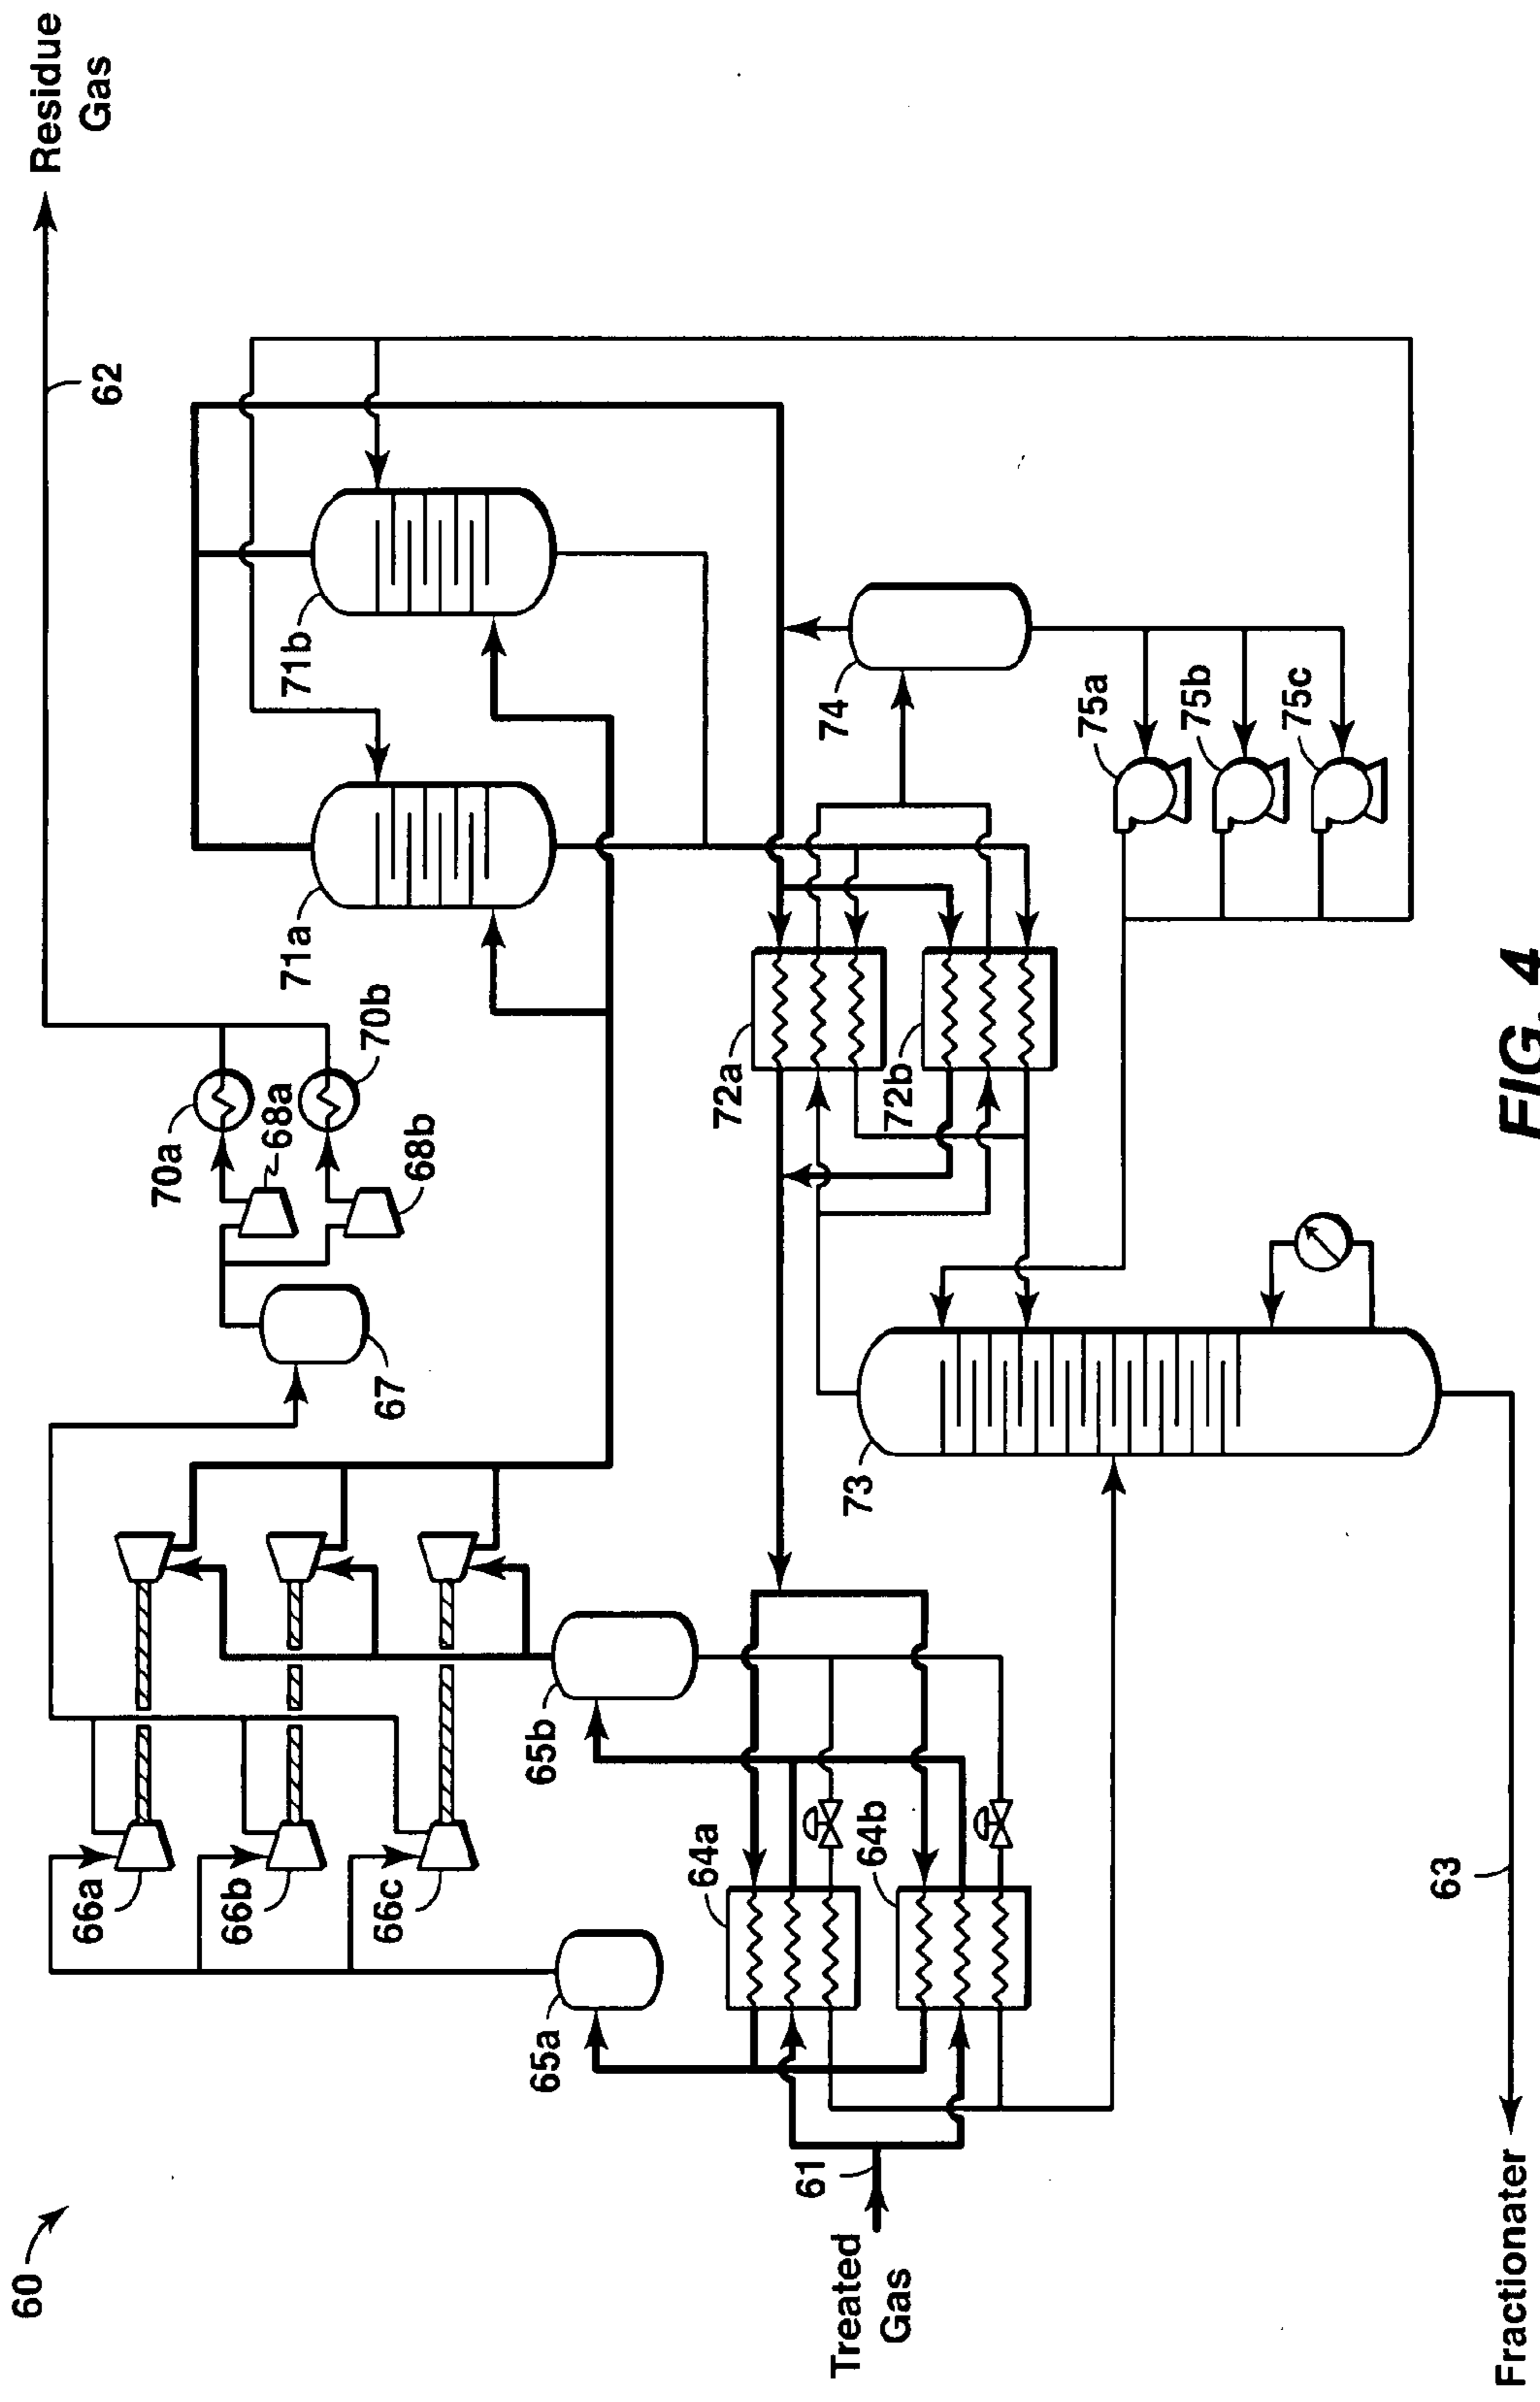 60
Residue
Gas
62
70a
68a
70b
68b
67
71a
71b
66a
66b
66c
65a
65b
64a
64b
72a
72b
73
74
75a
75b
75c
61
Treated
Gas
63
Fractionater
FIG. 4